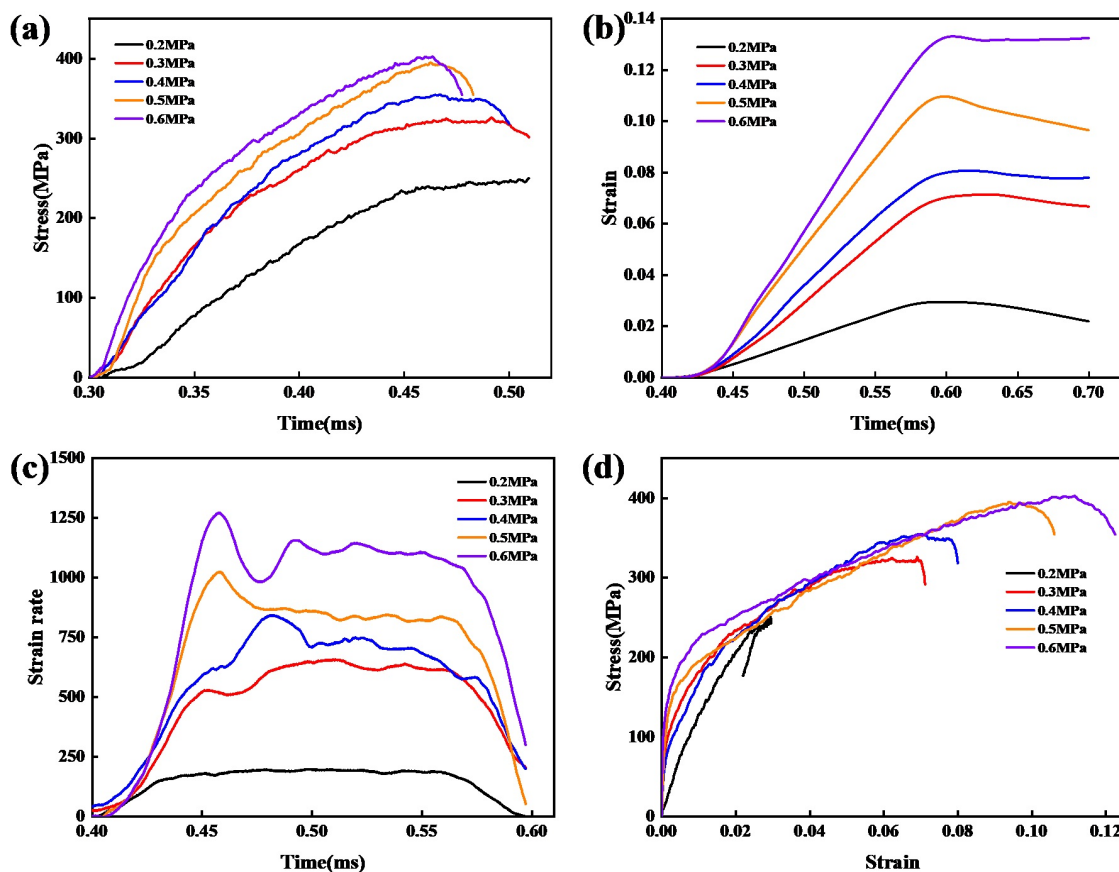 (a)
0.2MPa
0.3MPa
0.4MPa
0.5MPa
0.6MPa
400
300
200
100
0
Stress(MPa)
0.30 0.35 0.40 0.45 0.50
Time(ms)
(b)
0.2MPa
0.3MPa
0.4MPa
0.5MPa
0.6MPa
0.14
0.12
0.10
0.08
0.06
0.04
0.02
0.00
Strain
0.40 0.45 0.50 0.55 0.60 0.65 0.70
Time(ms)
(c)
0.2MPa
0.3MPa
0.4MPa
0.5MPa
0.6MPa
1500
1250
1000
750
500
250
0
Strain rate
0.40 0.45 0.50 0.55 0.60
Time(ms)
(d)
0.2MPa
0.3MPa
0.4MPa
0.5MPa
0.6MPa
400
300
200
100
0
Stress(MPa)
0.00 0.02 0.04 0.06 0.08 0.10 0.12
Strain